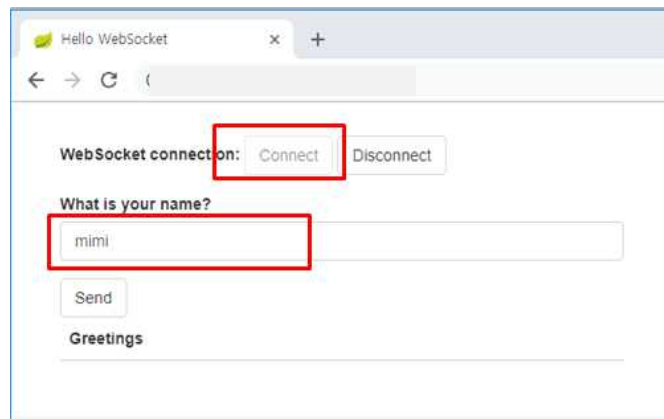 Hello WebSocket
WebSocket connection: Connect Disconnect
What is your name?
mimi
Send
Greetings